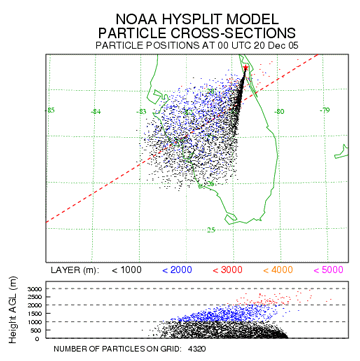 NOAA HYSPLIT MODEL
PARTICLE CROSS-SECTIONS
PARTICLE POSITIONS AT 00 UTC 20 Dec 05
-85 -84 -83 -80 -79
25
LAYER (m): < 1000 < 2000 < 3000 < 4000 < 5000
Height AGL (m)
3000
2500
2000
1500
1000
500
0
NUMBER OF PARTICLES ON GRID: 4320